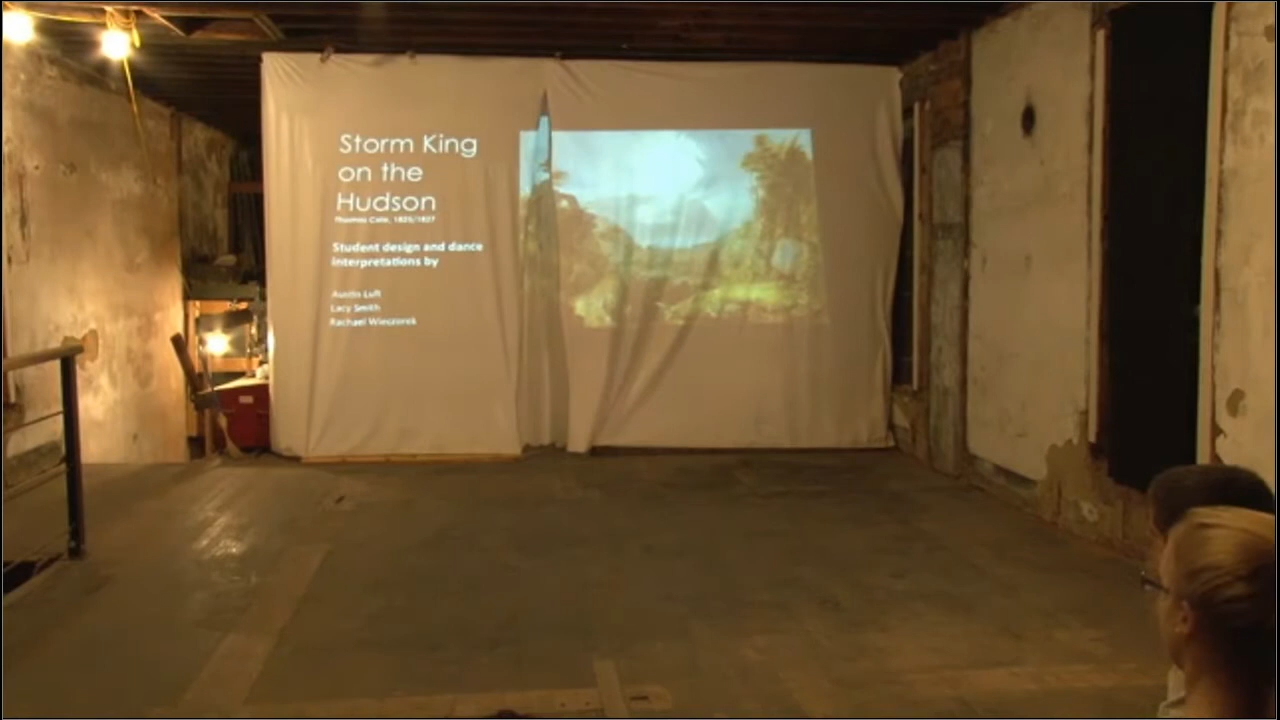 Storm King
on the
Hudson
Thomas Cole, 1825/1827
Student design and dance
interpretations by
Austin Luft
Lacy Smith
Rachael Wieczorek